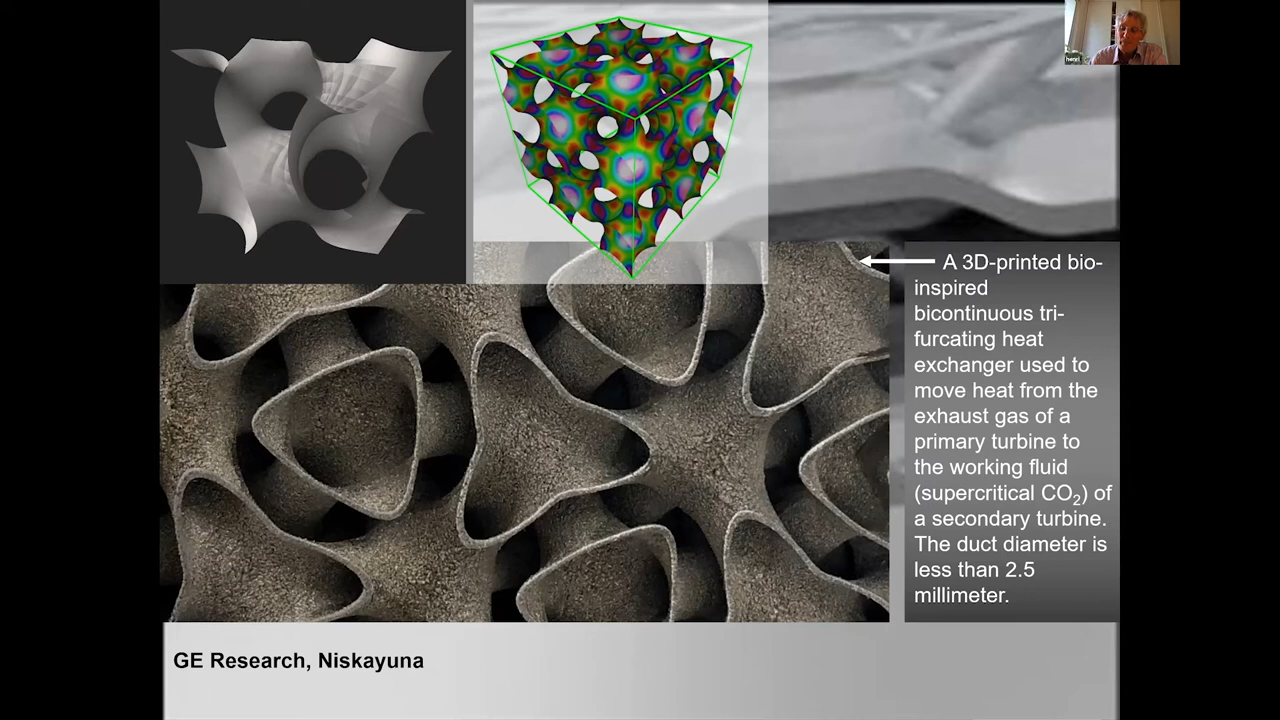 henri
A 3D-printed bio-
inspired
bicontinuous tri-
furcating heat
exchanger used to
move heat from the
exhaust gas of a
primary turbine to
the working fluid
(supercritical CO₂) of
a secondary turbine.
The duct diameter is
less than 2.5
millimeter.
GE Research, Niskayuna